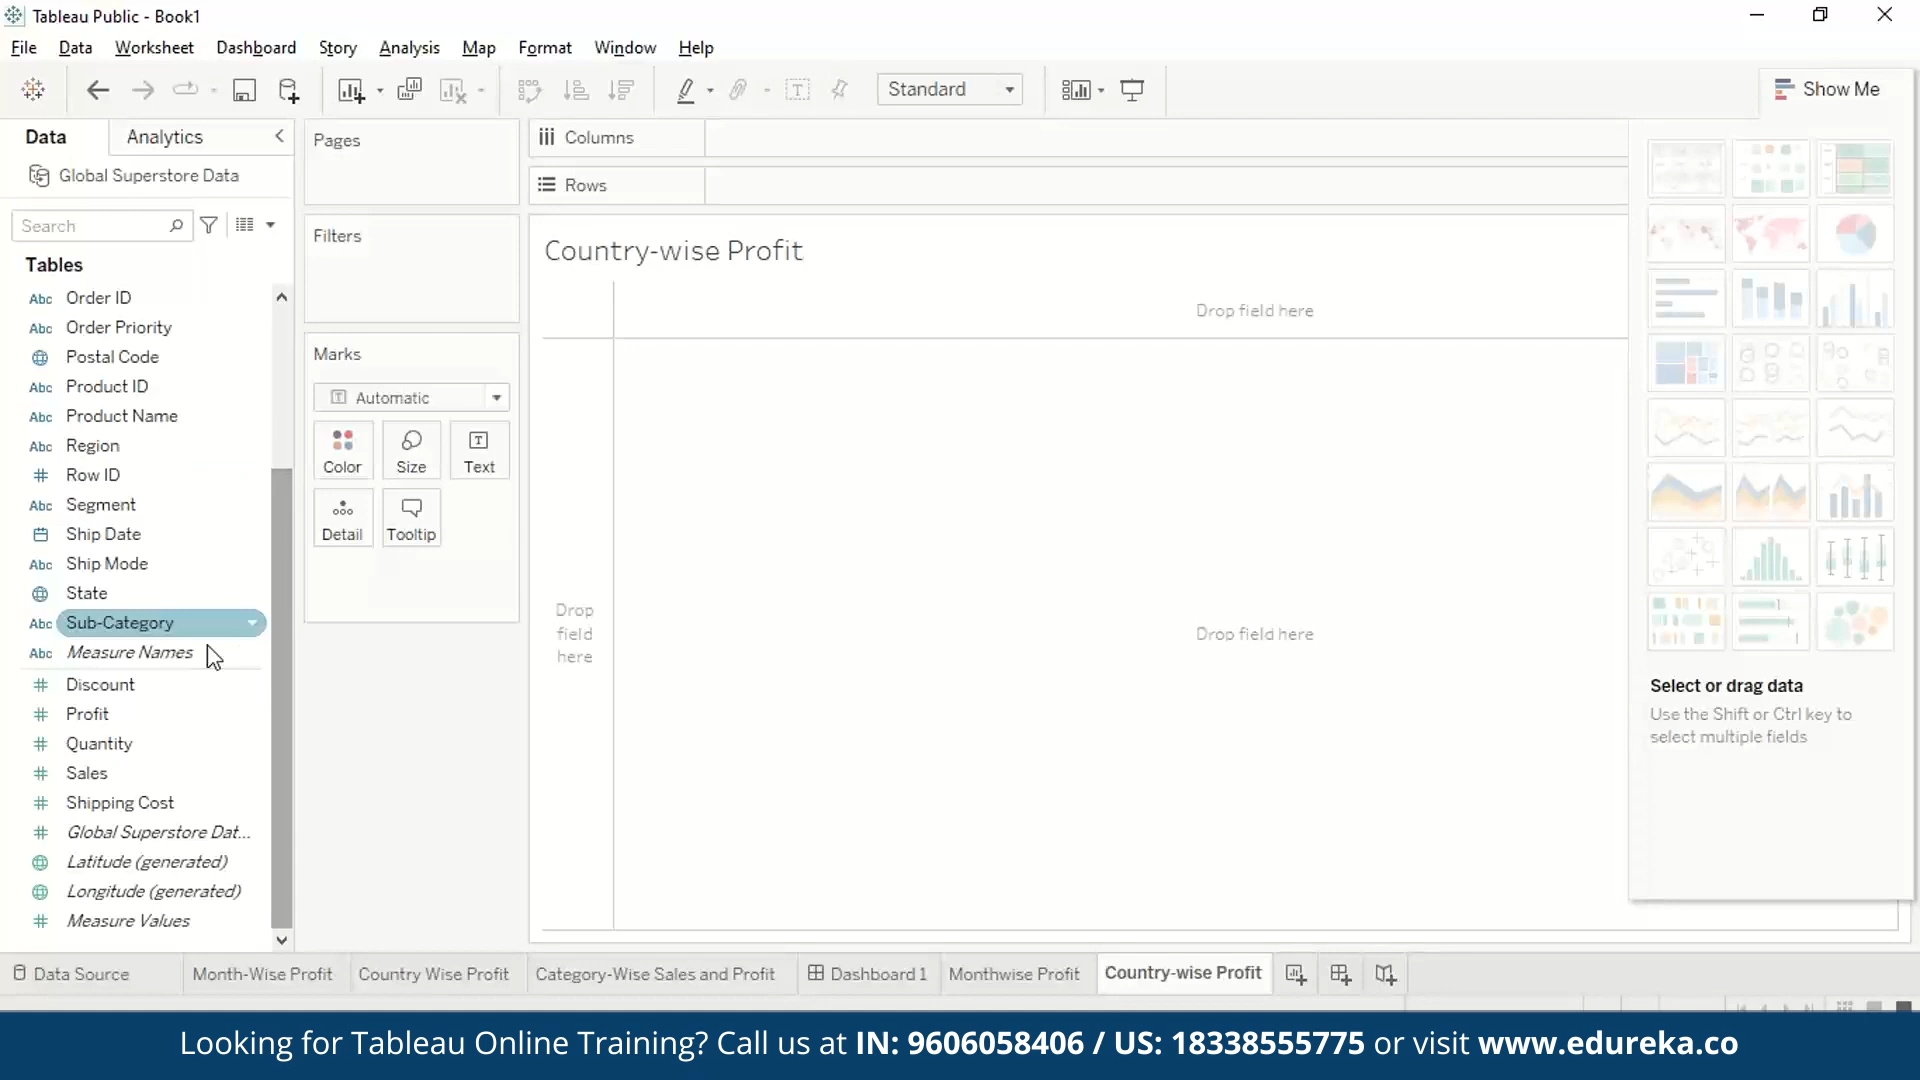 Tableau Public - Book1
File Data Worksheet Dashboard Story Analysis Map Format Window Help
Standard
Show Me
Data Analytics
Global Superstore Data
Search
Tables
Order ID
Order Priority
Postal Code
Product ID
Product Name
Region
Row ID
Segment
Ship Date
Ship Mode
State
Sub-Category
Measure Names
Discount
Profit
Quantity
Sales
Shipping Cost
Global Superstore Dat...
Latitude (generated)
Longitude (generated)
Measure Values
Abc
Abc
Abc
Abc
Abc
Abc
Abc
Abc
Abc
Pages
Filters
Marks
Automatic
Color Size Text
Detail Tooltip
Columns
Rows
Country-wise Profit
Drop field here
Drop
field
here
Drop field here
Select or drag data
Use the Shift or Ctrl key to
select multiple fields
Data Source Month-Wise Profit Country Wise Profit Category-Wise Sales and Profit Dashboard 1 Monthwise Profit Country-wise Profit
Looking for Tableau Online Training? Call us at IN: 9606058406 / US: 18338555775 or visit www.edureka.co